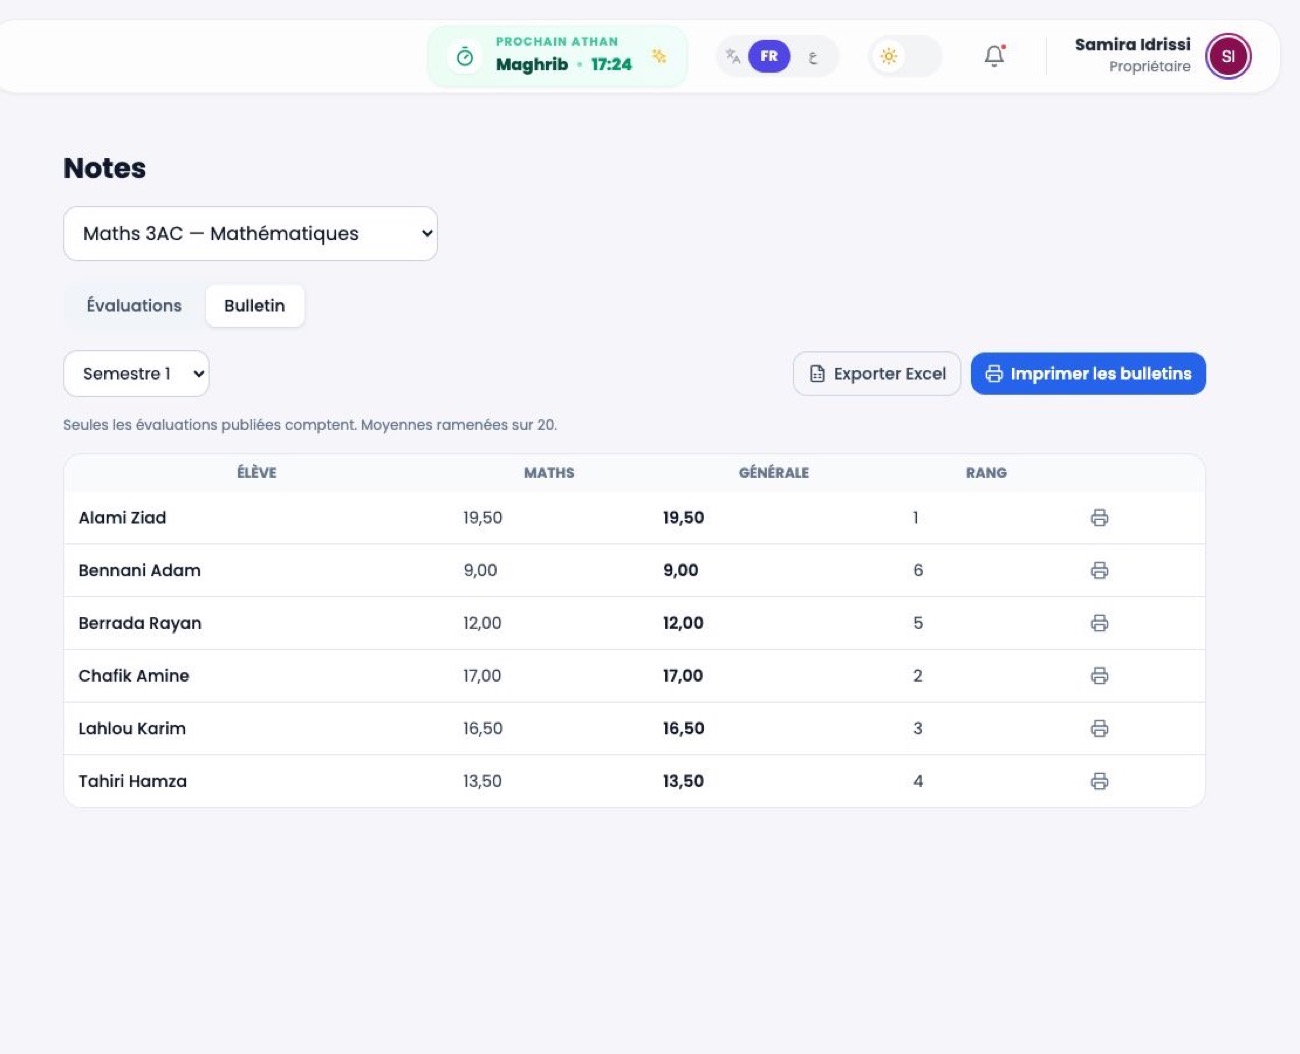 PROCHAIN ATHAN
Maghrib • 17:24
FR
ع
Samira Idrissi
Propriétaire
SI
Notes
Maths 3AC — Mathématiques
Évaluations
Bulletin
Semestre 1
Exporter Excel
Imprimer les bulletins
Seules les évaluations publiées comptent. Moyennes ramenées sur 20.
ÉLÈVE MATHS GÉNÉRALE RANG
Alami Ziad 19,50 19,50 1
Bennani Adam 9,00 9,00 6
Berrada Rayan 12,00 12,00 5
Chafik Amine 17,00 17,00 2
Lahlou Karim 16,50 16,50 3
Tahiri Hamza 13,50 13,50 4